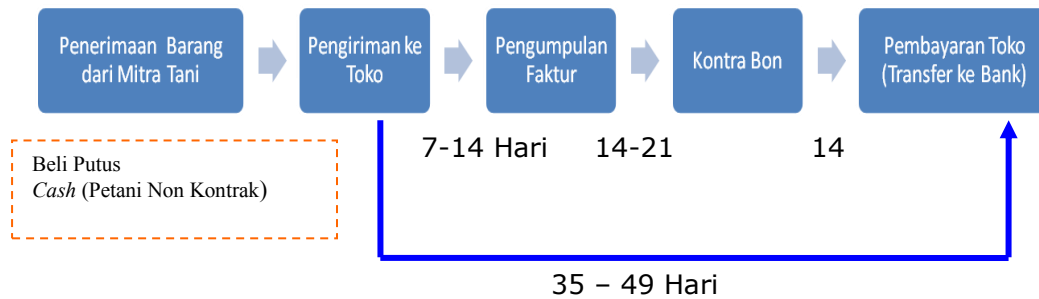 Penerimaan Barang
dari Mitra Tani
Pengiriman ke
Toko
Pengumpulan
Faktur
Kontra Bon
Pembayaran Toko
(Transfer ke Bank)
7-14 Hari
14-21
14
Beli Putus
Cash (Petani Non Kontrak)
35 – 49 Hari